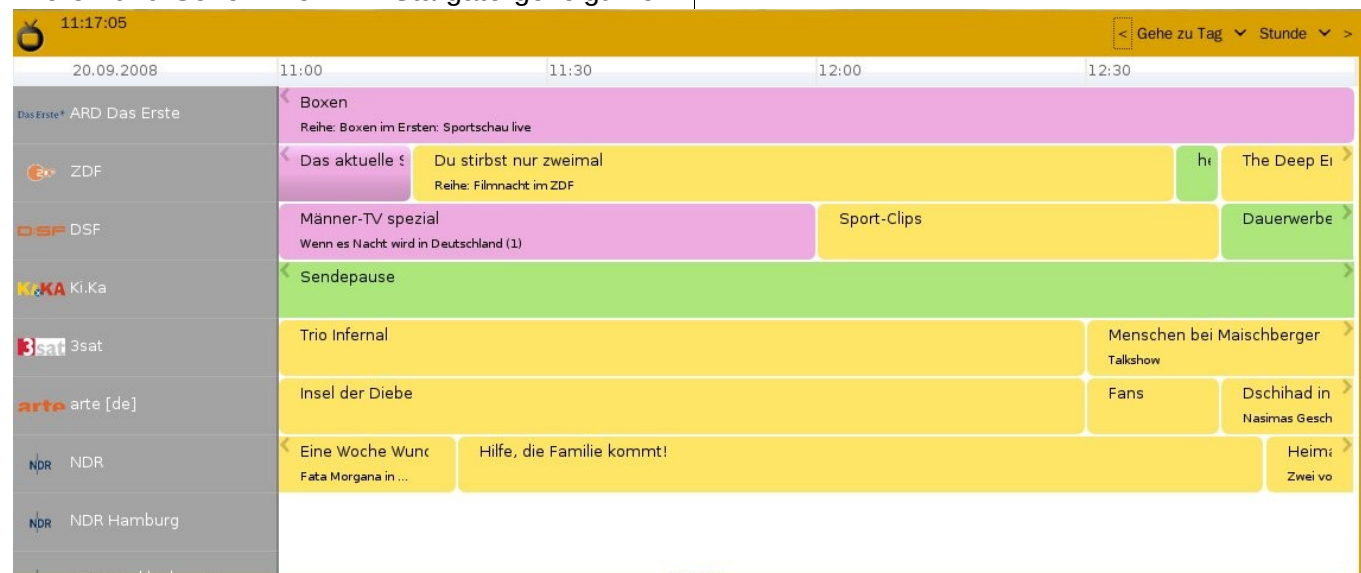 11:17:05
< Gehe zu Tag Stunde >
20.09.2008 11:00 11:30 12:00 12:30
Das Erste ARD Das Erste
Boxen
Reihe: Boxen im Ersten: Sportschau live
ZDF
Das aktuelle Du stirbst nur zweimal he The Deep
Reihe: Filmnacht im ZDF
DSF DSF
Männer-TV spezial Sport-Clips Dauerwerbe
Wenn es Nacht wird in Deutschland (1)
Ki.Ka
Sendepause
3sat 3sat
Trio Infernal Menschen bei Maischberger
Talkshow
arte arte [de]
Insel der Diebe Fans Dschihad in
Nasimas Gesch
NDR NDR
Eine Woche Hilfe, die Familie kommt! Heima
Fata Morgana in ... Zwei vo
NDR NDR Hamburg